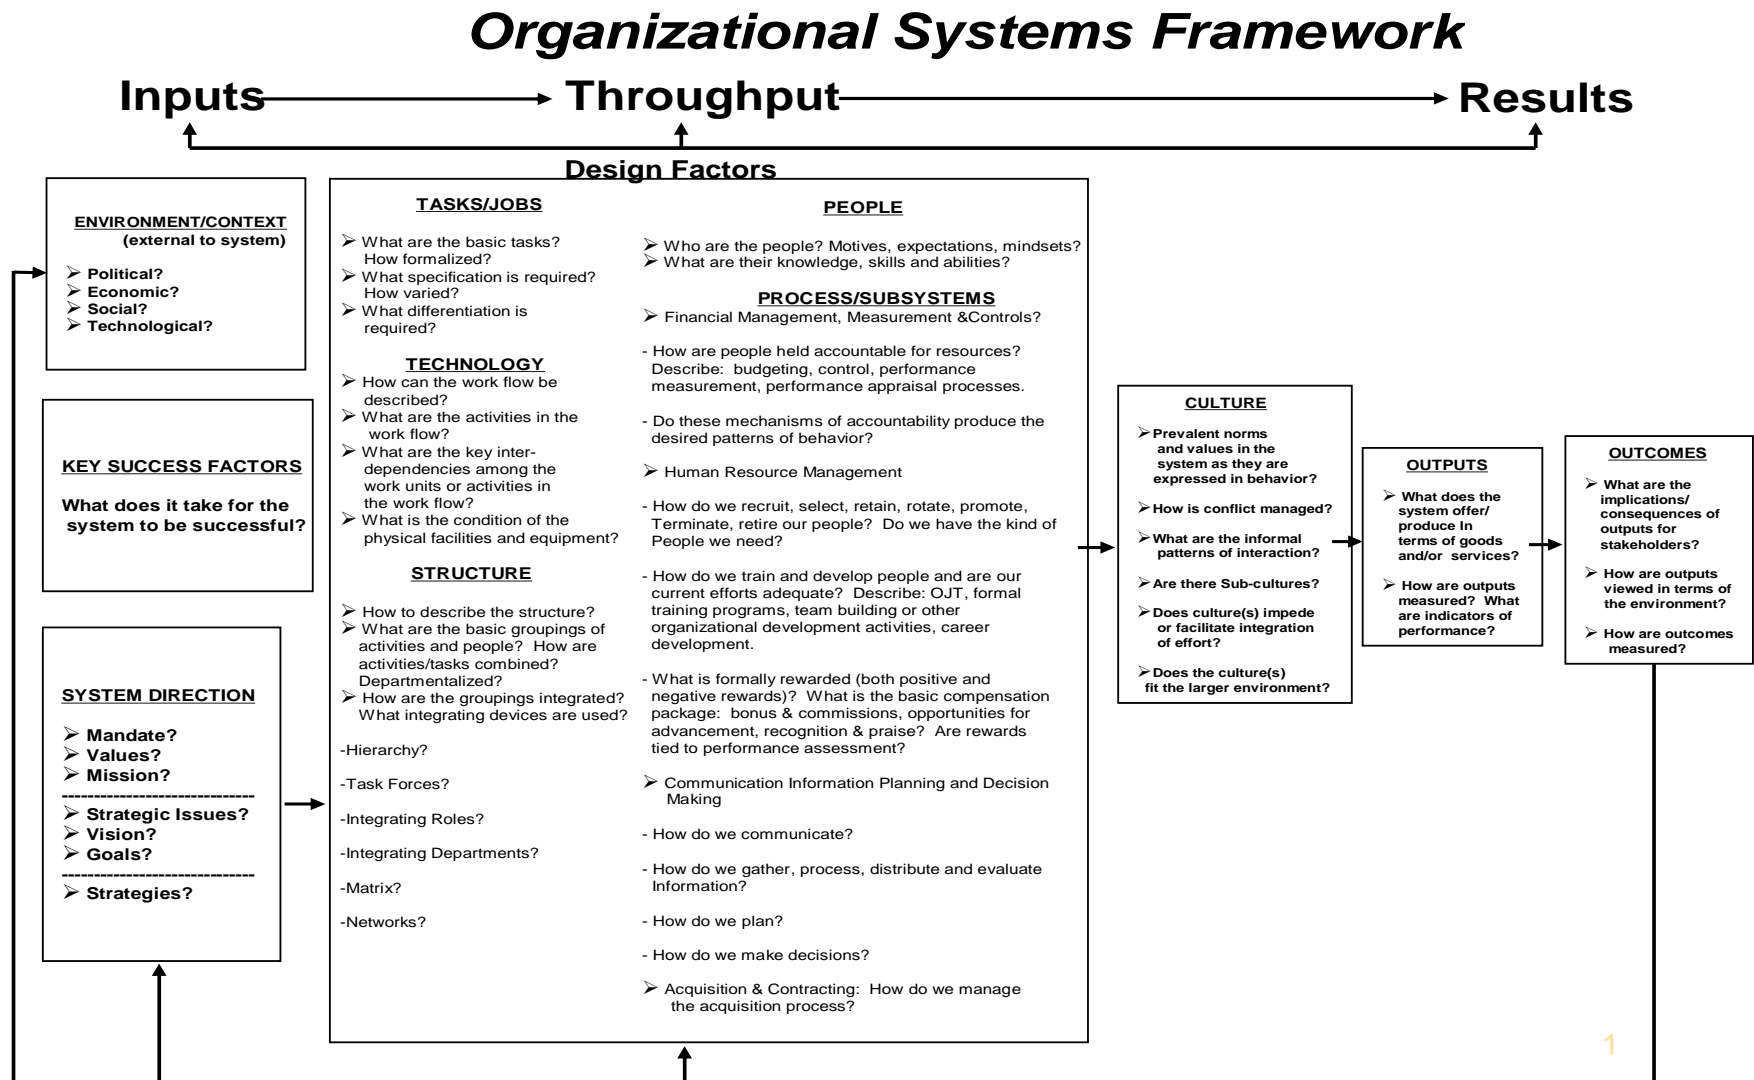 Organizational Systems Framework
Inputs
Throughput
Results
Design Factors
ENVIRONMENT/CONTEXT
(external to system)
➢ Political?
➢ Economic?
➢ Social?
➢ Technological?
KEY SUCCESS FACTORS
What does it take for the
system to be successful?
SYSTEM DIRECTION
➢ Mandate?
➢ Values?
➢ Mission?
------------------------------
➢ Strategic Issues?
➢ Vision?
➢ Goals?
------------------------------
➢ Strategies?
TASKS/JOBS
➢ What are the basic tasks?
How formalized?
➢ What specification is required?
How varied?
➢ What differentiation is
required?
TECHNOLOGY
➢ How can the work flow be
described?
➢ What are the activities in the
work flow?
➢ What are the key inter-
dependencies among the
work units or activities in
the work flow?
➢ What is the condition of the
physical facilities and equipment?
STRUCTURE
➢ How to describe the structure?
➢ What are the basic groupings of
activities and people? How are
activities/tasks combined?
Departmentalized?
➢ How are the groupings integrated?
What integrating devices are used?
-Hierarchy?
-Task Forces?
-Integrating Roles?
-Integrating Departments?
-Matrix?
-Networks?
PEOPLE
➢ Who are the people? Motives, expectations, mindsets?
➢ What are their knowledge, skills and abilities?
PROCESS/SUBSYSTEMS
➢ Financial Management, Measurement &Controls?
- How are people held accountable for resources?
Describe: budgeting, control, performance
measurement, performance appraisal processes.
- Do these mechanisms of accountability produce the
desired patterns of behavior?
➢ Human Resource Management
- How do we recruit, select, retain, rotate, promote,
Terminate, retire our people? Do we have the kind of
People we need?
- How do we train and develop people and are our
current efforts adequate? Describe: OJT, formal
training programs, team building or other
organizational development activities, career
development.
- What is formally rewarded (both positive and
negative rewards)? What is the basic compensation
package: bonus & commissions, opportunities for
advancement, recognition & praise? Are rewards
tied to performance assessment?
➢ Communication Information Planning and Decision
Making
- How do we communicate?
- How do we gather, process, distribute and evaluate
Information?
- How do we plan?
- How do we make decisions?
➢ Acquisition & Contracting: How do we manage
the acquisition process?
CULTURE
➢Prevalent norms
and values in the
system as they are
expressed in behavior?
➢How is conflict managed?
➢What are the informal
patterns of interaction?
➢Are there Sub-cultures?
➢Does culture(s) impede
or facilitate integration
of effort?
➢Does the culture(s)
fit the larger environment?
OUTPUTS
➢ What does the
system offer/
produce In
terms of goods
and/or services?
➢ How are outputs
measured? What
are indicators of
performance?
OUTCOMES
➢ What are the
implications/
consequences of
outputs for
stakeholders?
➢ How are outputs
viewed in terms of
the environment?
➢ How are outcomes
measured?
1